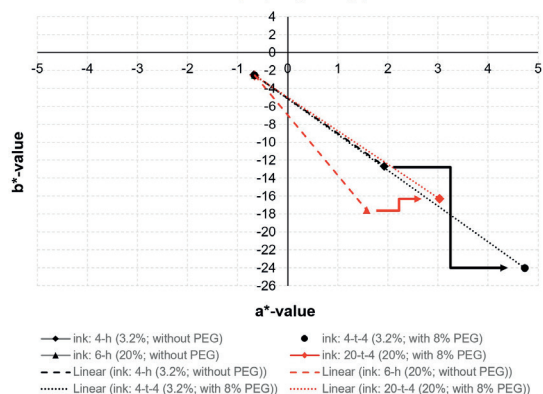 4
2
0
-5 -4 -3 -2 -1 0 1 2 3 4 5
-2
-4
-6
-8
-10
-12
-14
-16
-18
-20
-22
-24
-26
b*-value
a*-value
ink: 4-h (3.2%; without PEG) ink: 4-t-4 (3.2%; with 8% PEG)
ink: 6-h (20%; without PEG) ink: 20-t-4 (20%; with 8% PEG)
Linear (ink: 4-h (3.2%; without PEG)) Linear (ink: 6-h (20%; without PEG))
Linear (ink: 4-t-4 (3.2%; with 8% PEG)) Linear (ink: 20-t-4 (20%; with 8% PEG))